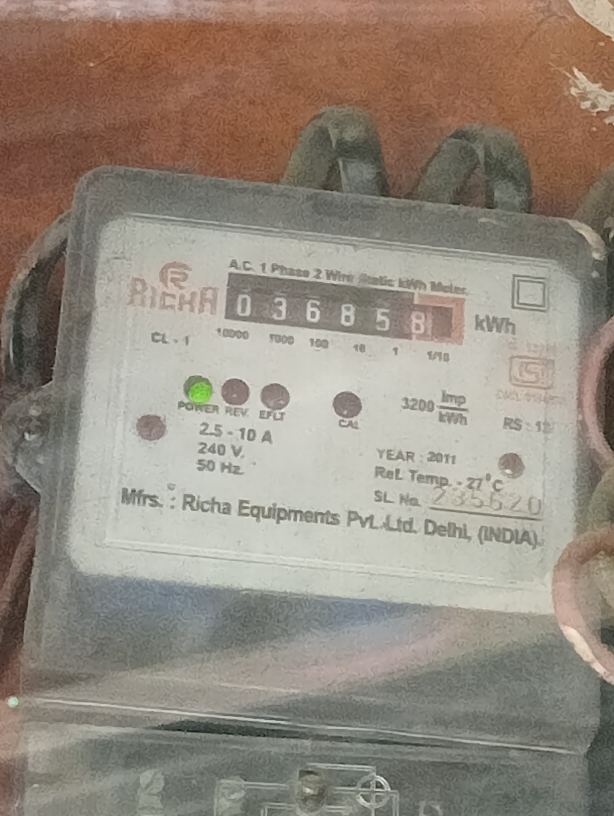 A.C. 1 Phase 2 Wire Static kWh Meter.
RICHA
0 3 6 8 5 8 kWh
CL - 1
10000 1000 100 10 1 1/10
POWER REV. EFLT CAL
3200 Imp/kWh
2.5 - 10 A
240 V.
50 Hz.
YEAR : 2011
Ref. Temp. - 27°C
SL. No. 235620
Mfrs. : Richa Equipments Pvt. Ltd. Delhi, (INDIA).